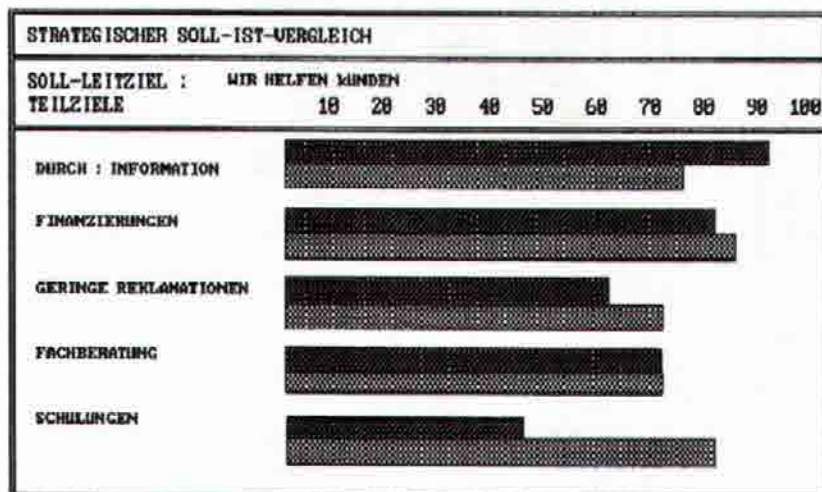 STRATEGISCHER SOLL-IST-VERGLEICH
SOLL-LEITZIEL : WIR HELFEN KUNDEN
TEILZIELE 10 20 30 40 50 60 70 80 90 100
DURCH : INFORMATION
FINANZIERUNGEN
GERINGE REKLAMATIONEN
FACHBERATUNG
SCHULUNGEN